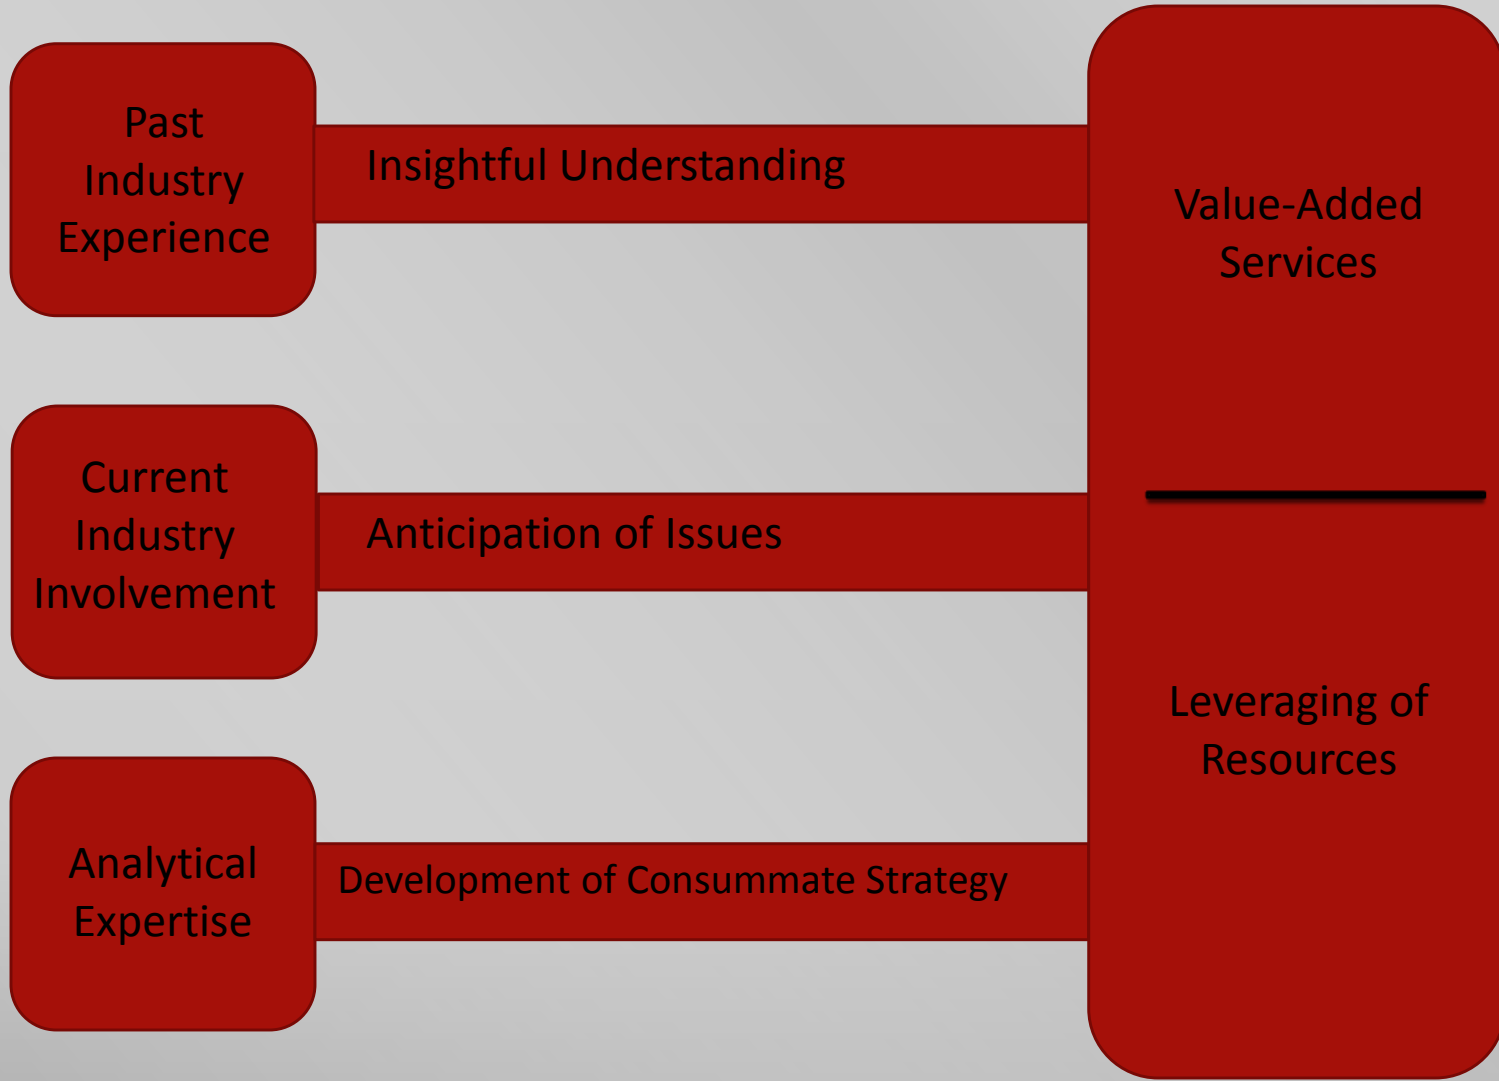 Past
Industry
Experience
Insightful Understanding
Value-Added
Services
Current
Industry
Involvement
Anticipation of Issues
Leveraging of
Resources
Analytical
Expertise
Development of Consummate Strategy